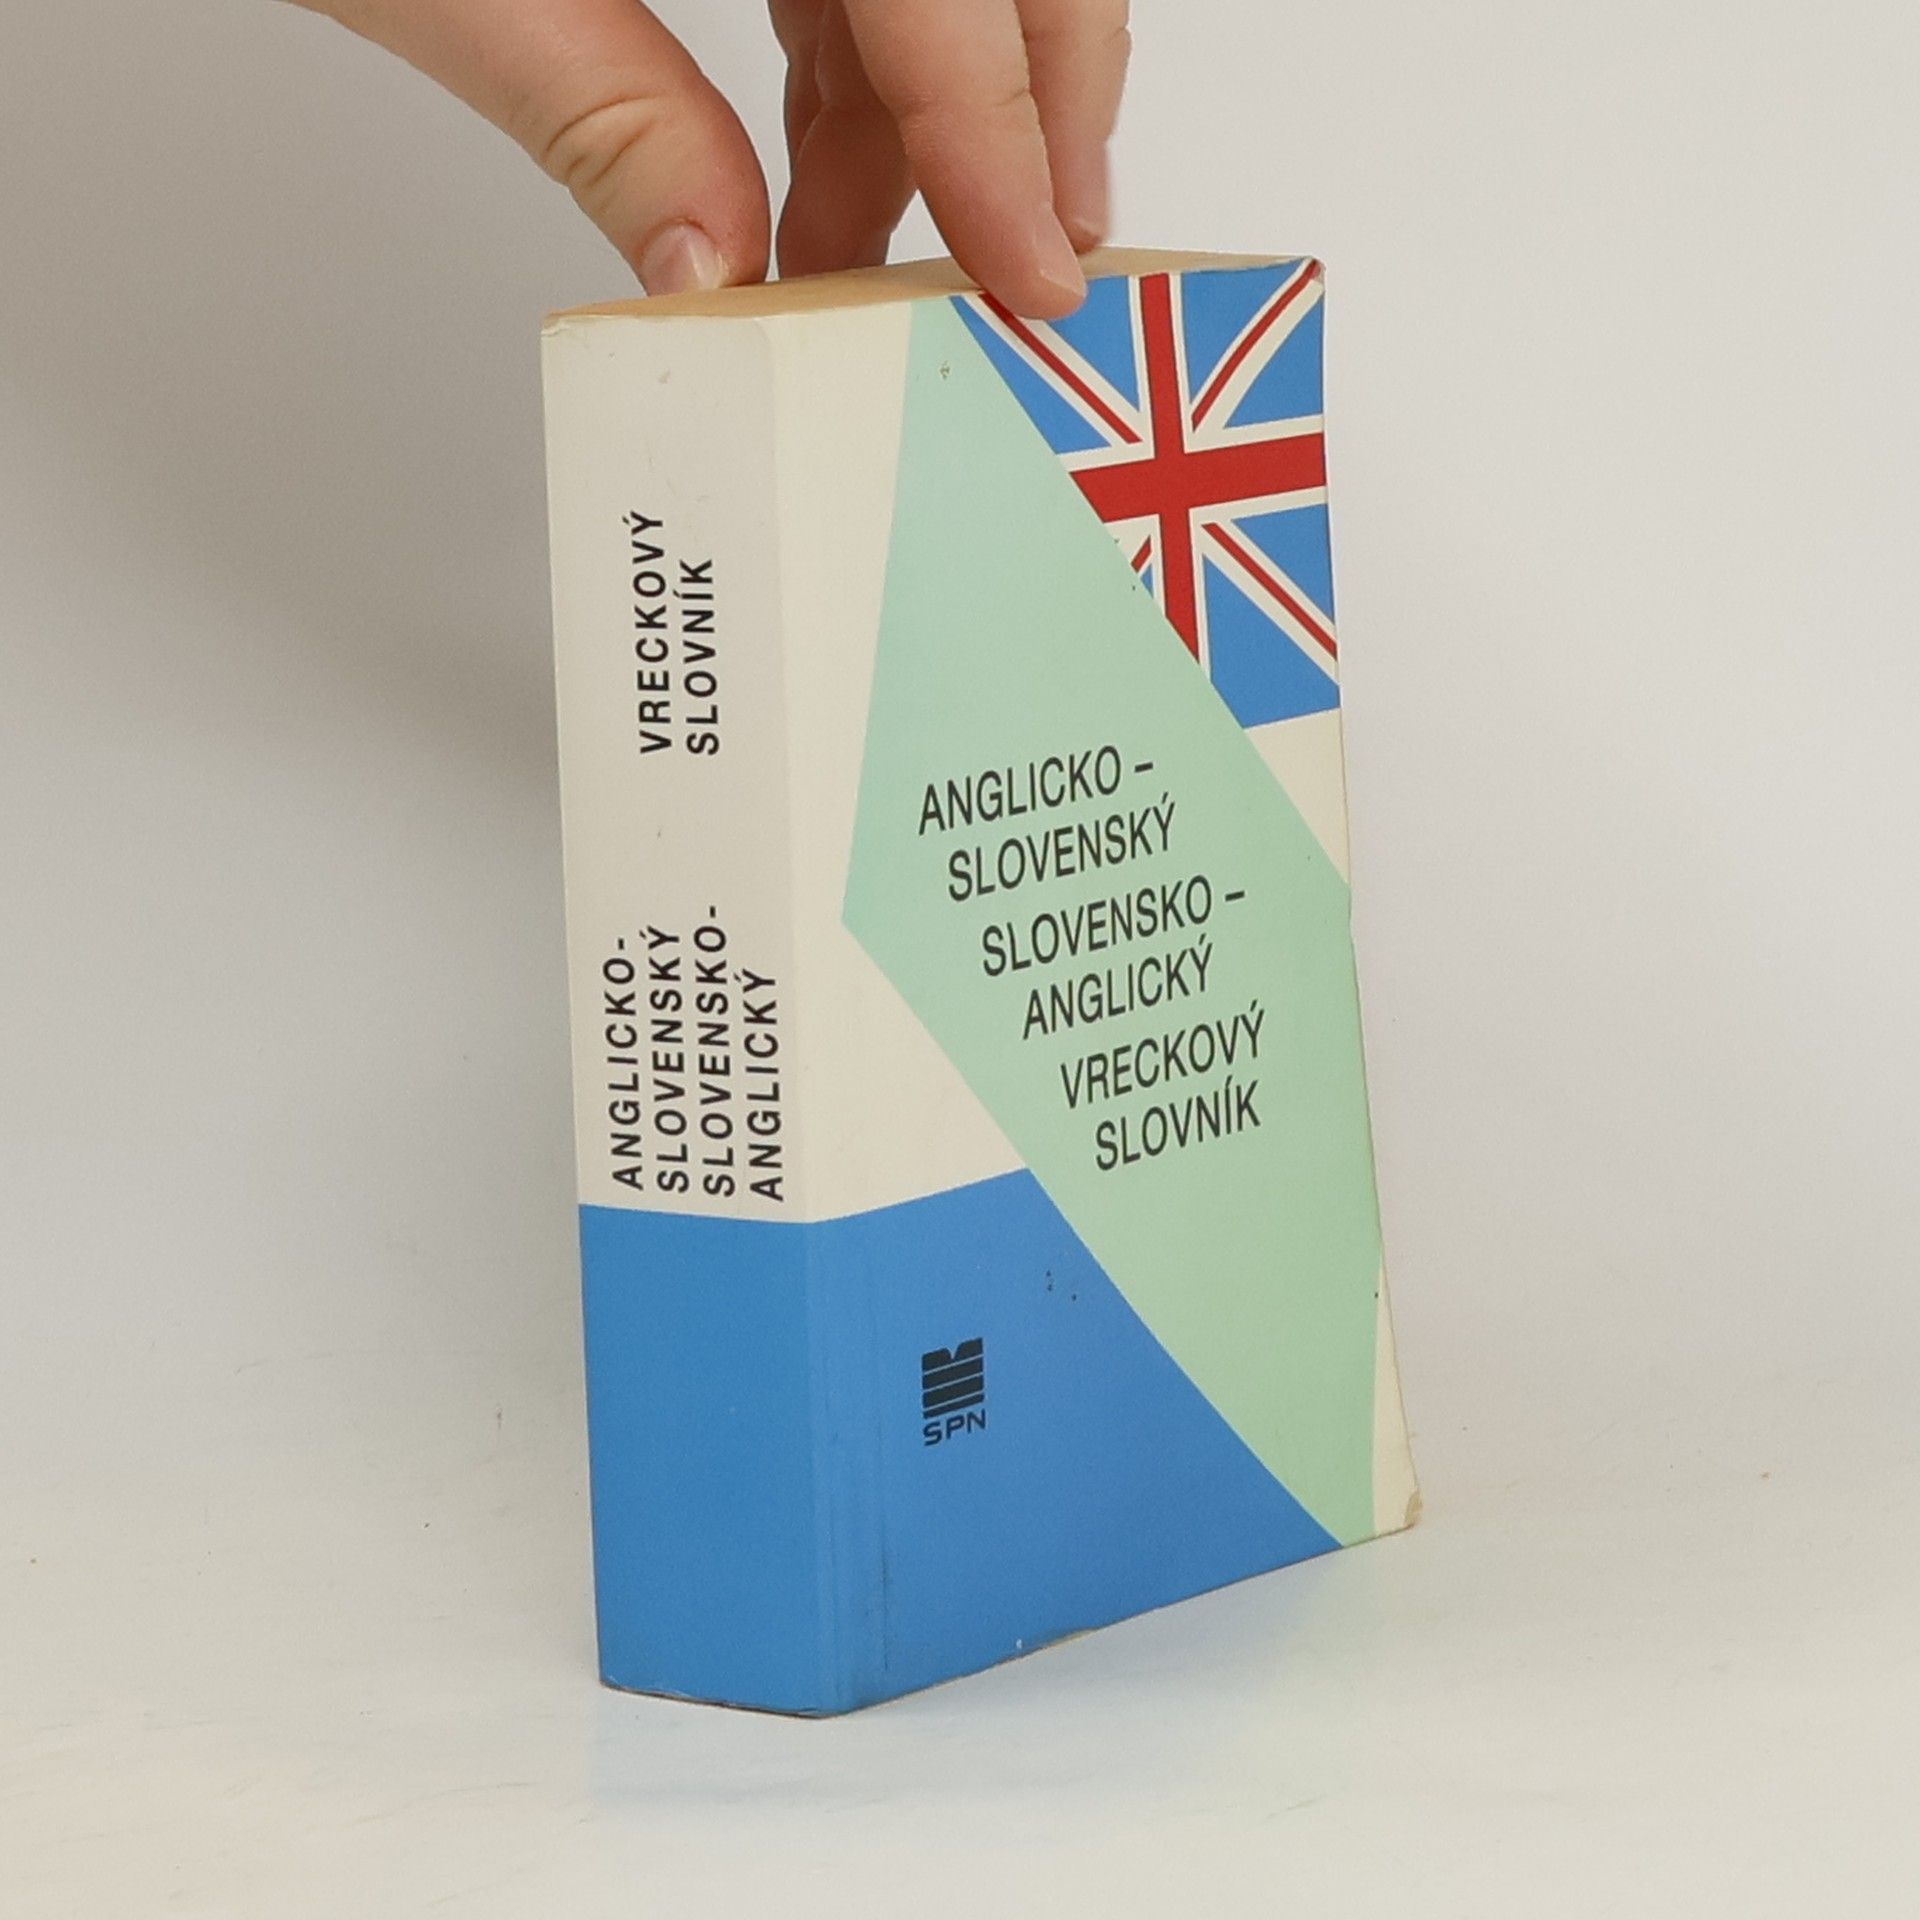 VRECKOVÝ
SLOVNÍK
ANGLICKO-
SLOVENSKÝ
SLOVENSKO-
ANGLICKÝ
ANGLICKO –
SLOVENSKÝ
SLOVENSKO –
ANGLICKÝ
VRECKOVÝ
SLOVNÍK
SPN